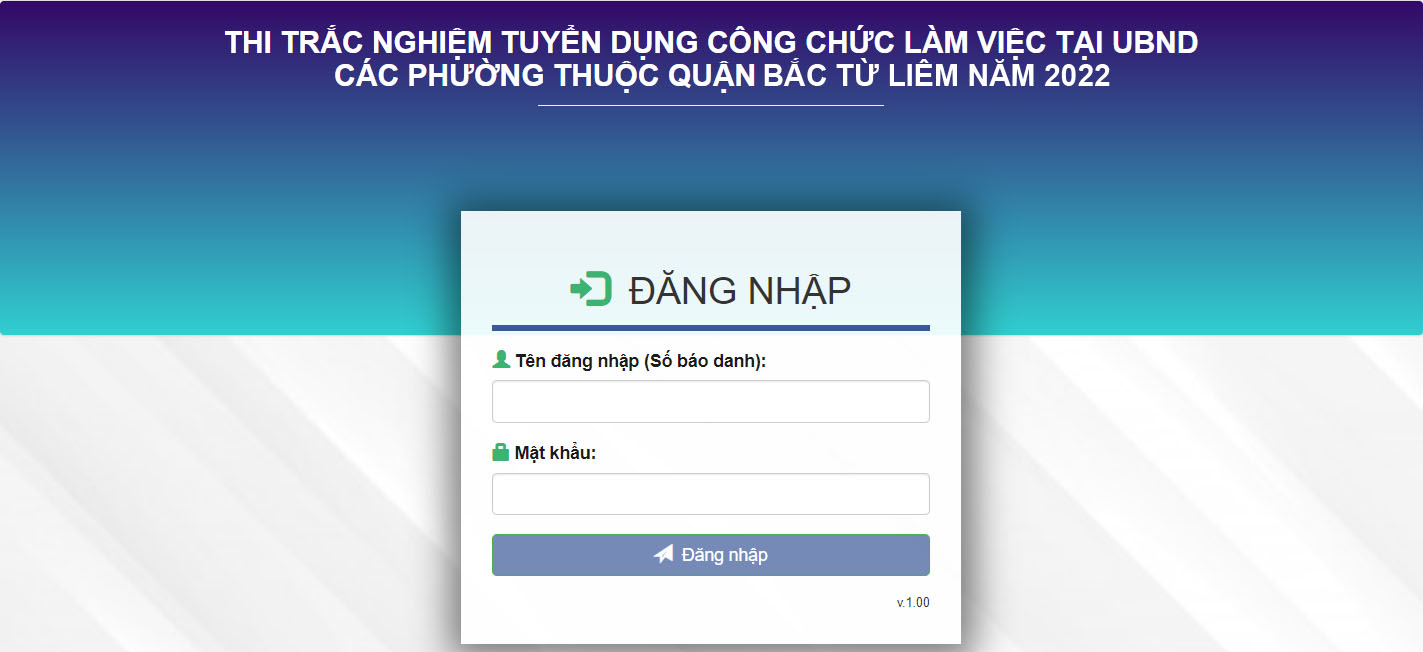 THI TRẮC NGHIỆM TUYỂN DỤNG CÔNG CHỨC LÀM VIỆC TẠI UBND
CÁC PHƯỜNG THUỘC QUẬN BẮC TỪ LIÊM NĂM 2022
ĐĂNG NHẬP
Tên đăng nhập (Số báo danh):
Mật khẩu:
Đăng nhập
v.1.00